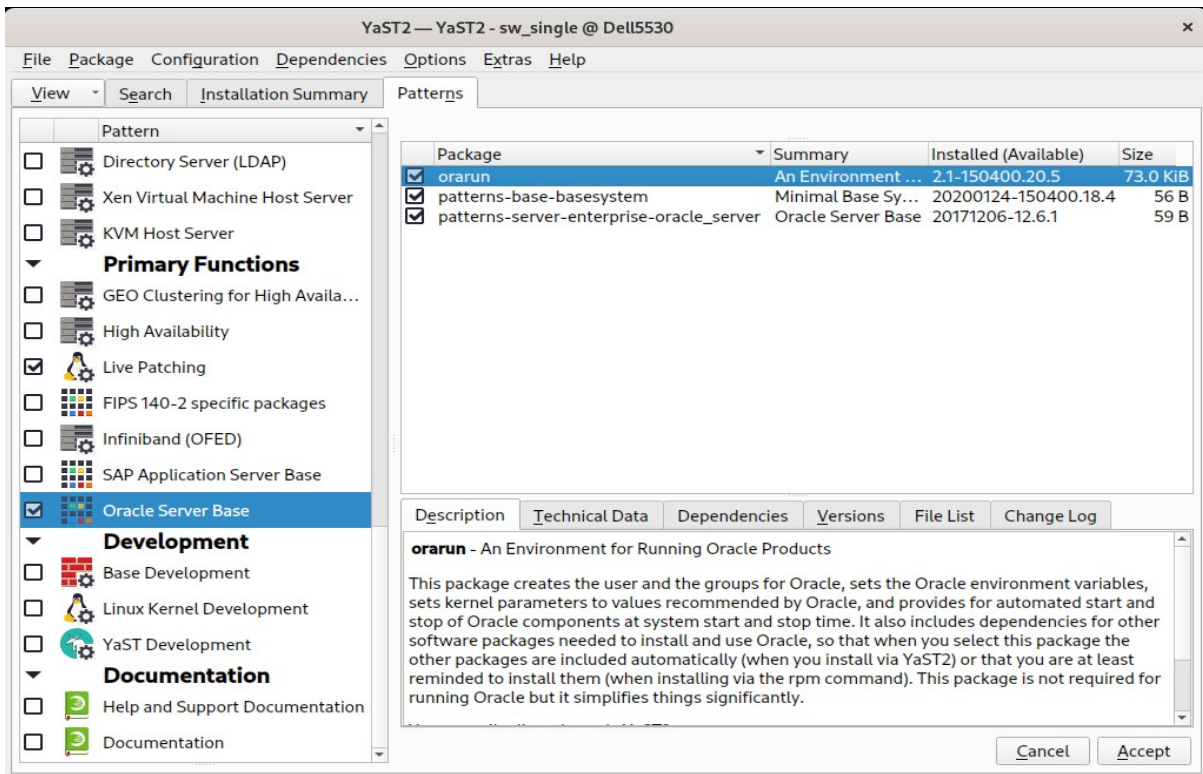 YaST2 — YaST2 - sw_single @ Dell5530 ×
File Package Configuration Dependencies Options Extras Help
View Search Installation Summary Patterns
Pattern
Directory Server (LDAP)
Xen Virtual Machine Host Server
KVM Host Server
Primary Functions
GEO Clustering for High Availa...
High Availability
Live Patching
FIPS 140-2 specific packages
Infiniband (OFED)
SAP Application Server Base
Oracle Server Base
Development
Base Development
Linux Kernel Development
YaST Development
Documentation
Help and Support Documentation
Documentation
Package Summary Installed (Available) Size
orarun An Environment ... 2.1-150400.20.5 73.0 KiB
patterns-base-basesystem Minimal Base Sy... 20200124-150400.18.4 56 B
patterns-server-enterprise-oracle_server Oracle Server Base 20171206-12.6.1 59 B
Description Technical Data Dependencies Versions File List Change Log
orarun - An Environment for Running Oracle Products
This package creates the user and the groups for Oracle, sets the Oracle environment variables,
sets kernel parameters to values recommended by Oracle, and provides for automated start and
stop of Oracle components at system start and stop time. It also includes dependencies for other
software packages needed to install and use Oracle, so that when you select this package the
other packages are included automatically (when you install via YaST2) or that you are at least
reminded to install them (when installing via the rpm command). This package is not required for
running Oracle but it simplifies things significantly.
Cancel Accept